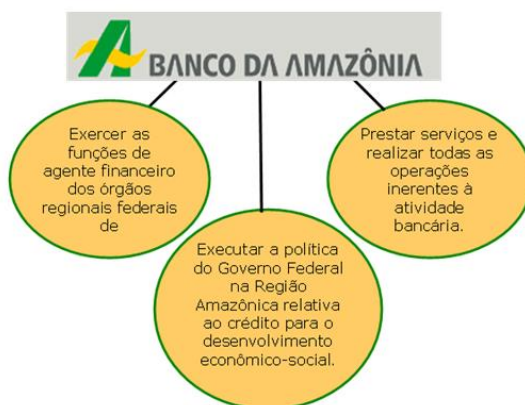 BANCO DA AMAZÔNIA
Exercer as
funções de
agente financeiro
dos órgãos
regionais federais
de
Executar a política
do Governo Federal
na Região
Amazônica relativa
ao crédito para o
desenvolvimento
econômico-social.
Prestar serviços e
realizar todas as
operações
inerentes à
atividade
bancária.